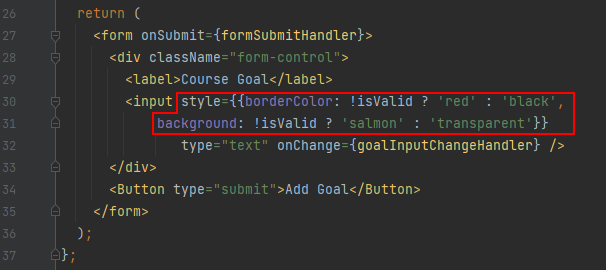 26 return (
27 <form onSubmit={formSubmitHandler}>
28 <div className="form-control">
29 <label>Course Goal</label>
30 <input style={{borderColor: !isValid ? 'red' : 'black',
31 background: !isValid ? 'salmon' : 'transparent'}}
32 type="text" onChange={goalInputChangeHandler} />
33 </div>
34 <Button type="submit">Add Goal</Button>
35 </form>
36 );
37 };